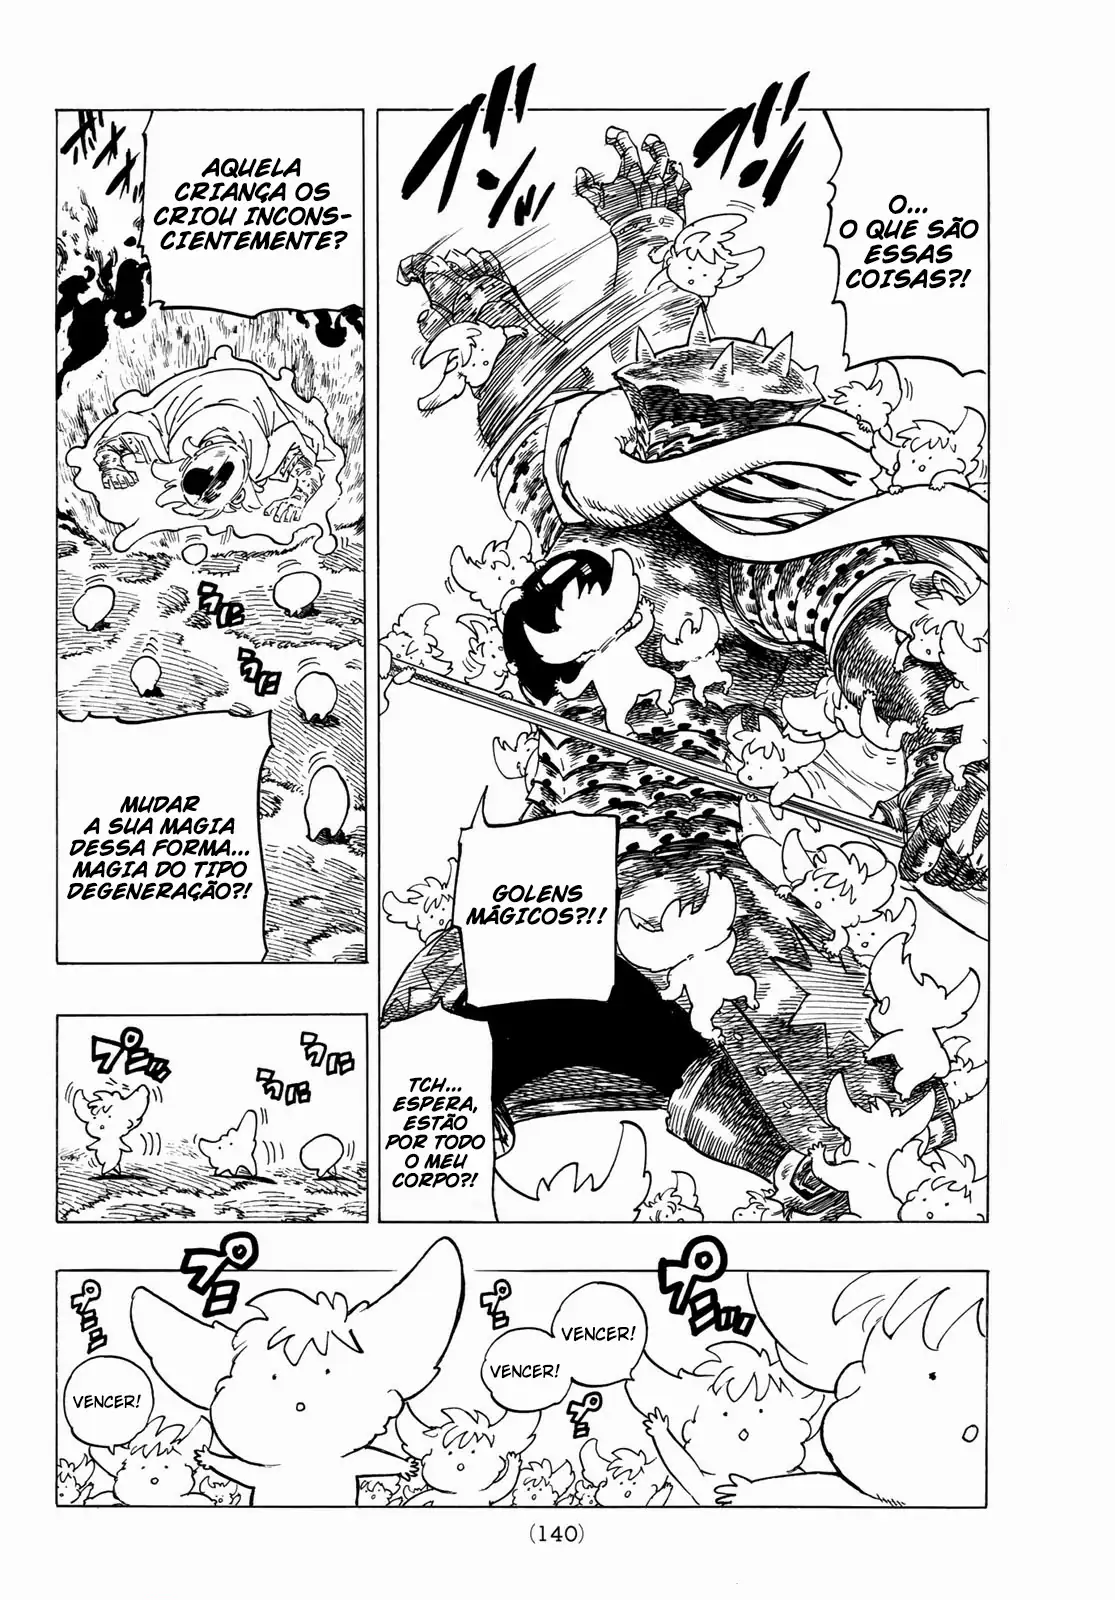 O...
O QUE SÃO
ESSAS
COISAS?!
GOLENS
MÁGICOS?!!
TCH...
ESPERA,
ESTÃO
POR TODO
O MEU
CORPO?!
AQUELA
CRIANÇA OS
CRIOU INCONS-
CIENTEMENTE?
MUDAR
A SUA MAGIA
DESSA FORMA...
MAGIA DO TIPO
DEGENERAÇÃO?!
VENCER!
VENCER!
VENCER!
(140)